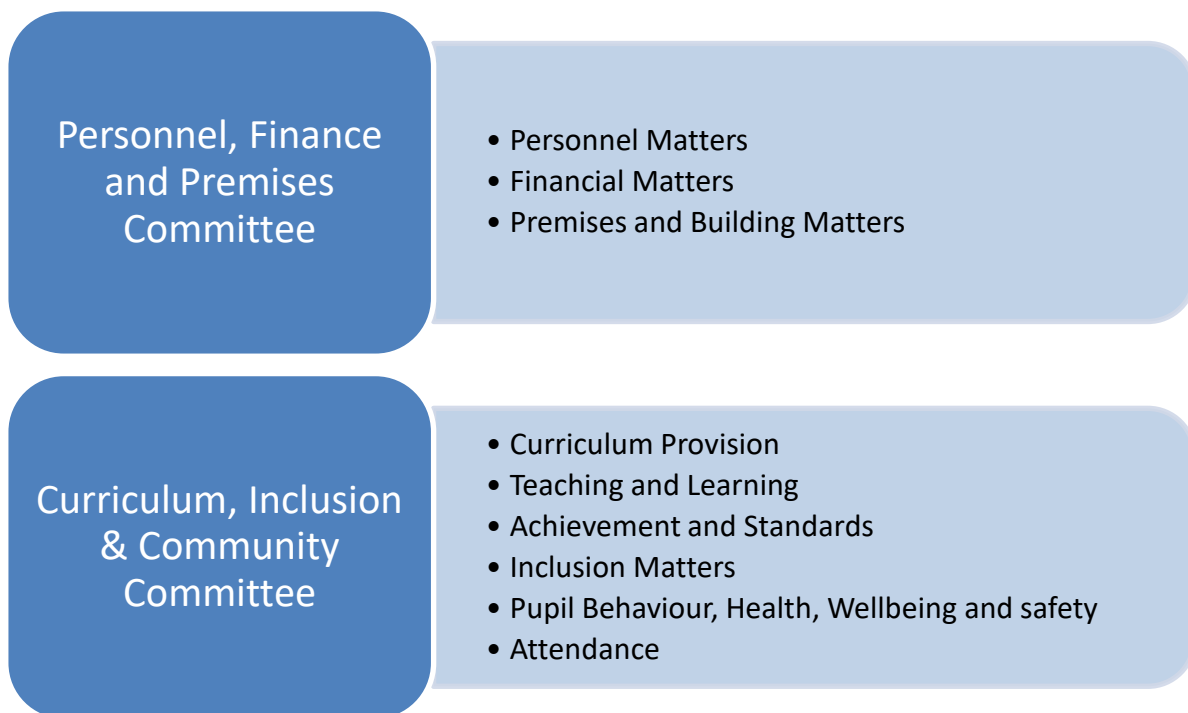 Personnel, Finance
and Premises
Committee
• Personnel Matters
• Financial Matters
• Premises and Building Matters
Curriculum, Inclusion
& Community
Committee
• Curriculum Provision
• Teaching and Learning
• Achievement and Standards
• Inclusion Matters
• Pupil Behaviour, Health, Wellbeing and safety
• Attendance